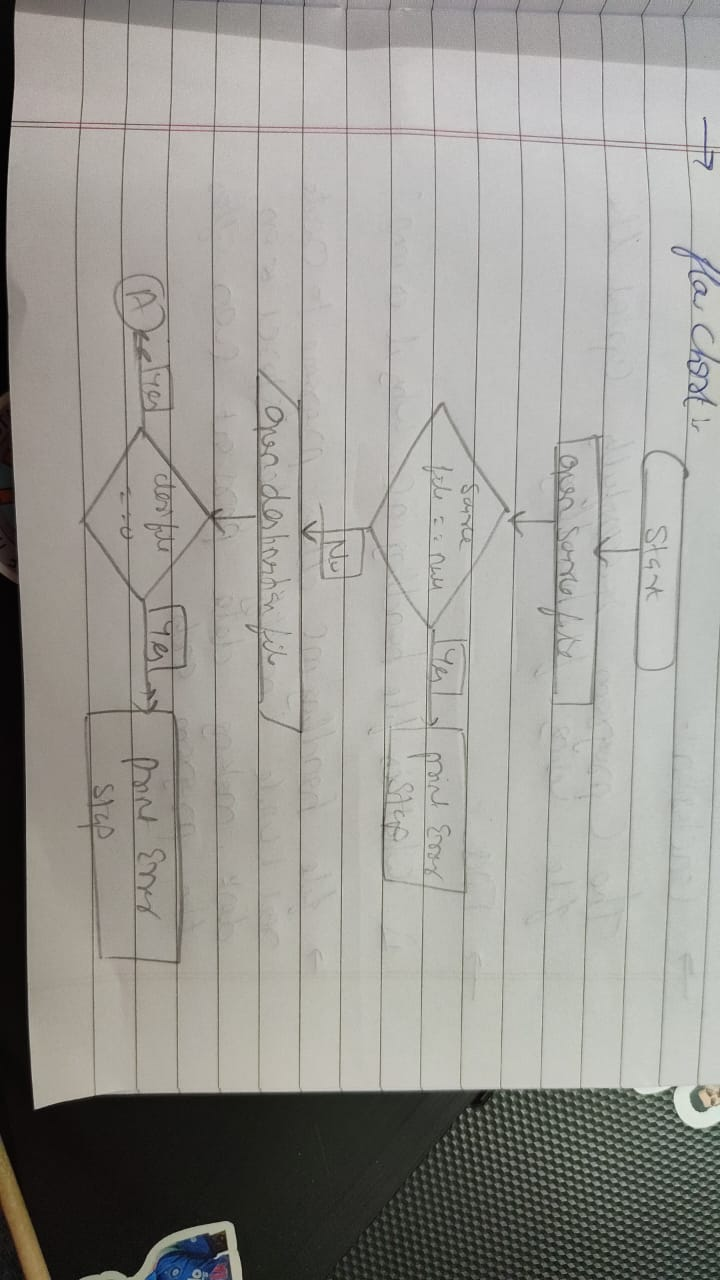 → flow Chart :-
Start
open Source file
Source
file == null
Yes
print Error
Stop
No
open destination file
des file
== 0
Yes
print Error
Stop
Yes
A